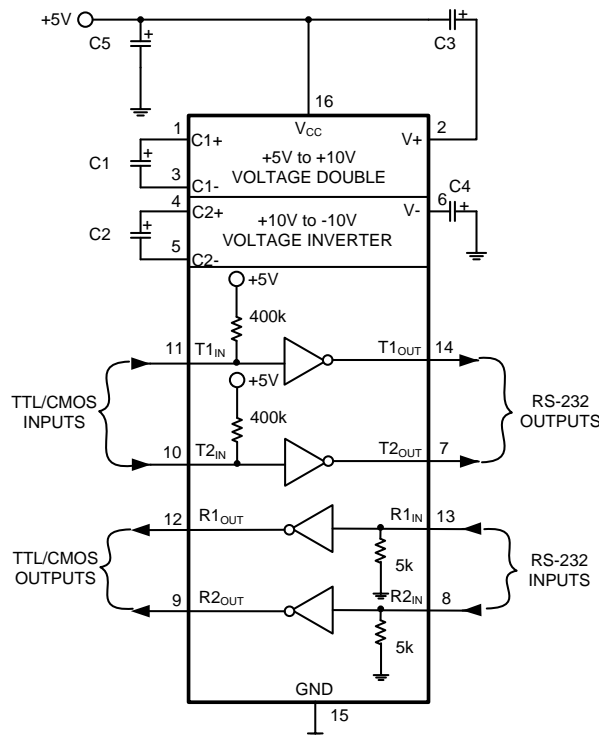 +5V
C5
C3
16
1
VCC
2
C1+
V+
C1
+5V to +10V
VOLTAGE DOUBLE
3
C1-
4
C2+
+10V to -10V
VOLTAGE INVERTER
V-
6
C4
C2
5
C2-
+5V
400k
11
T1IN
T1OUT
14
+5V
TTL/CMOS
INPUTS
400k
RS-232
OUTPUTS
10
T2IN
T2OUT
7
12
R1OUT
R1IN
13
TTL/CMOS
OUTPUTS
5k
RS-232
INPUTS
9
R2OUT
R2IN
8
5k
GND
15